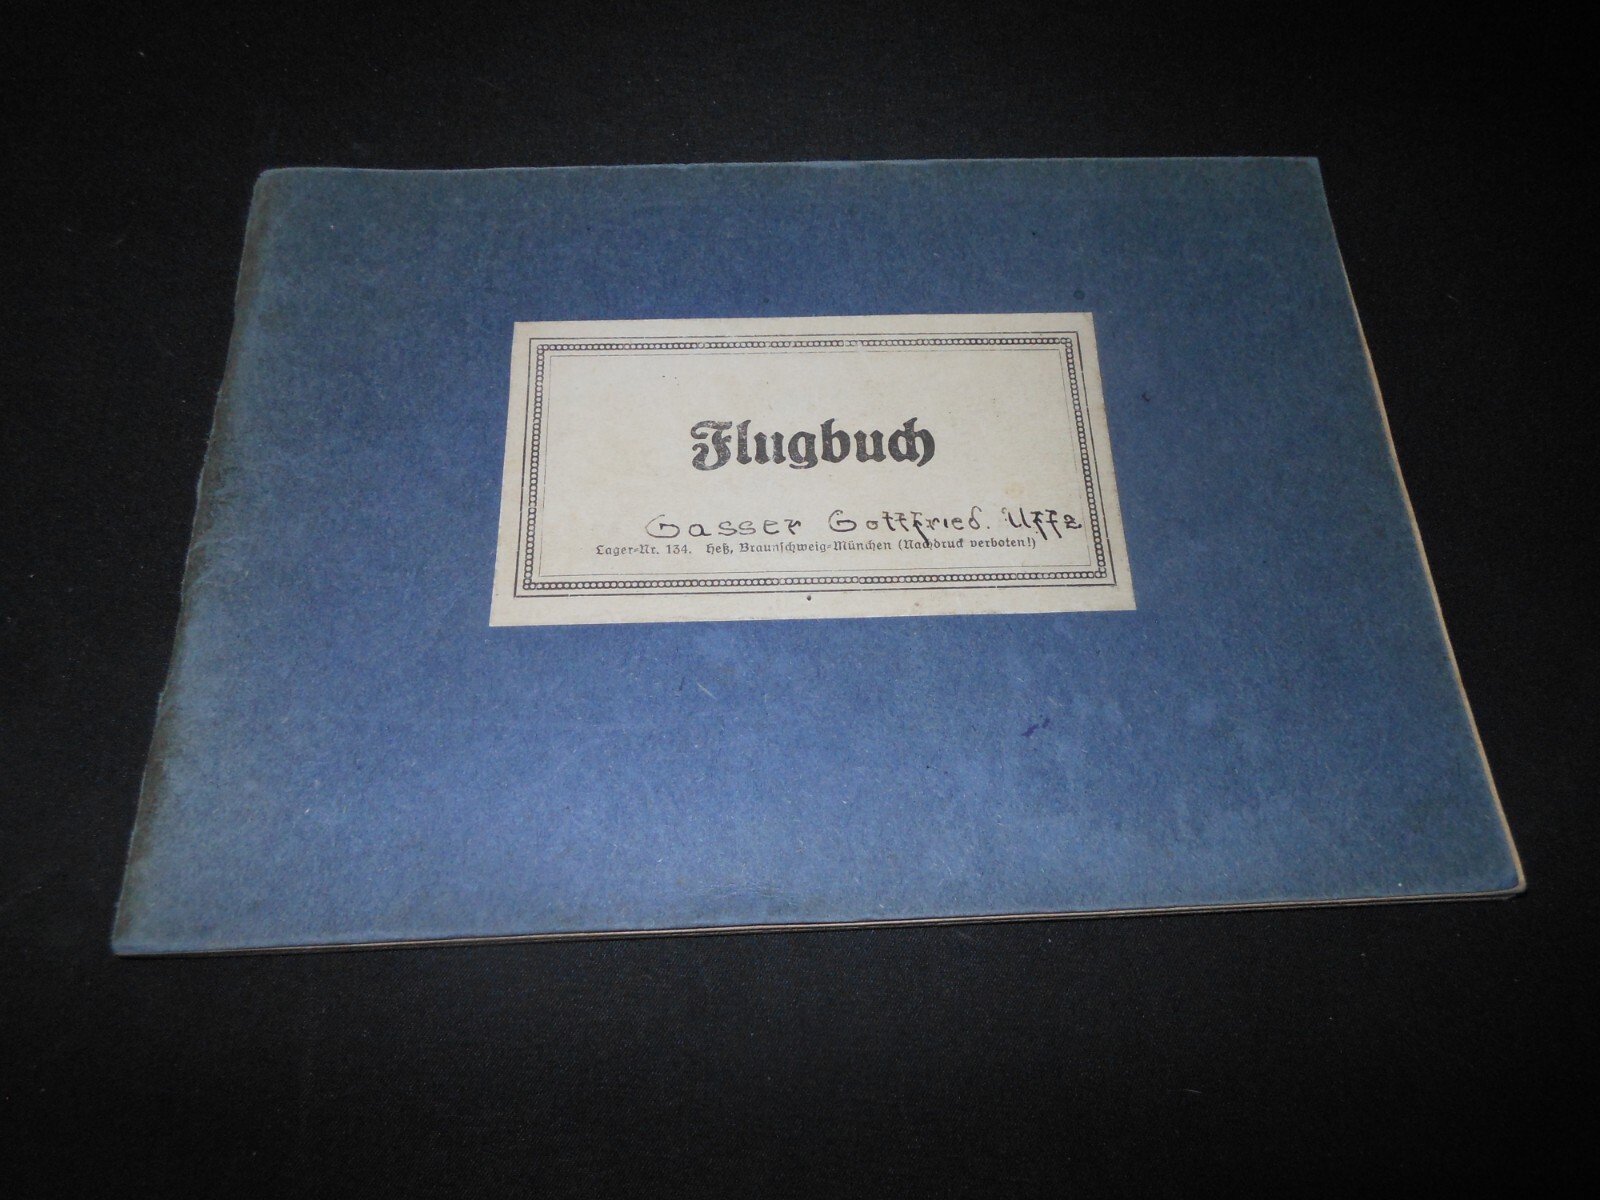 Flugbuch
Gasser Gottfried. Uffz
Lager-Nr. 134. Heß, Braunschweig-München (Nachdruck verboten!)